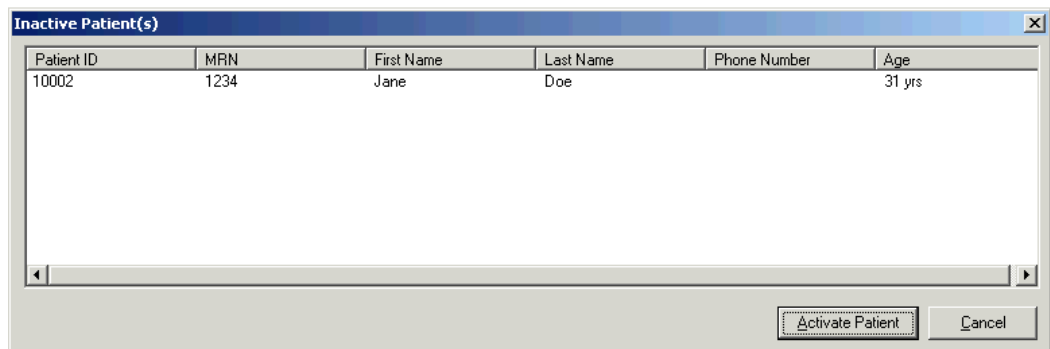 Inactive Patient(s)
Patient ID MRN First Name Last Name Phone Number Age
10002 1234 Jane Doe 31 yrs
Activate Patient Cancel